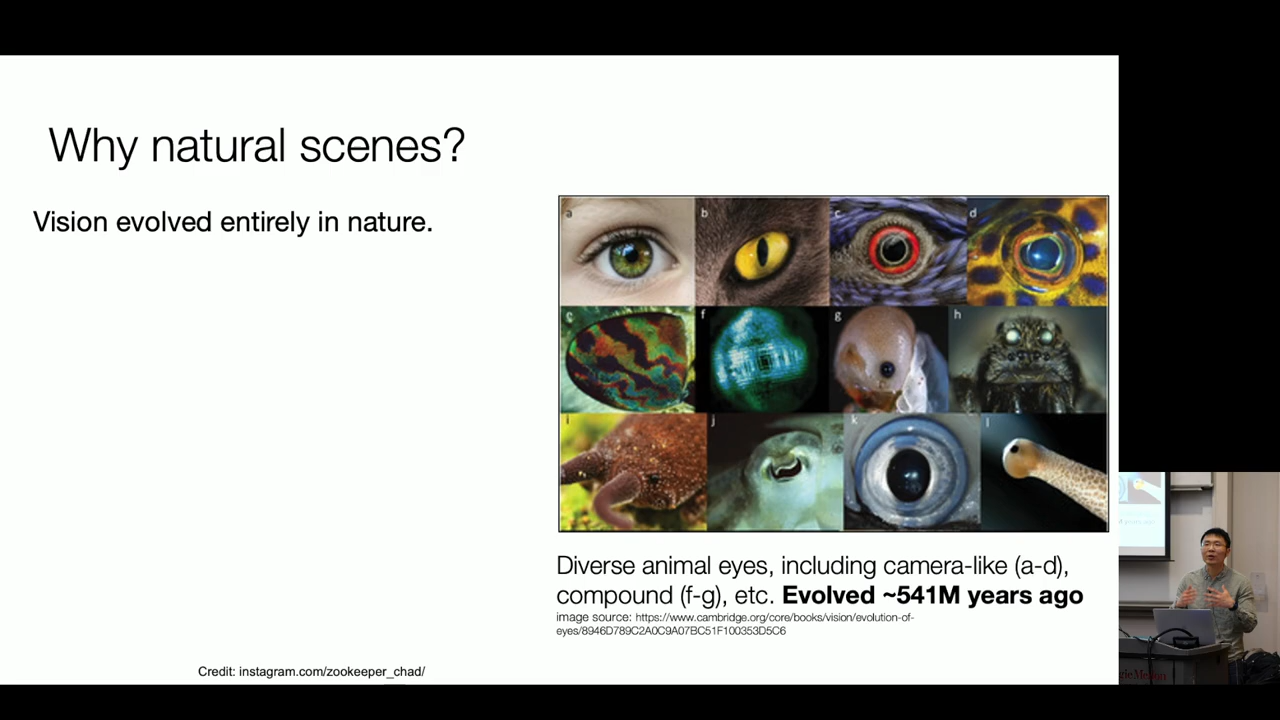 Why natural scenes?
Vision evolved entirely in nature.
a b c d
e f g h
i j k l
Diverse animal eyes, including camera-like (a-d),
compound (f-g), etc. Evolved ~541M years ago
image source: https://www.cambridge.org/core/books/vision/evolution-of-
eyes/8946D789C2A0C9A07BC51F100353D5C6
Credit: instagram.com/zookeeper_chad/